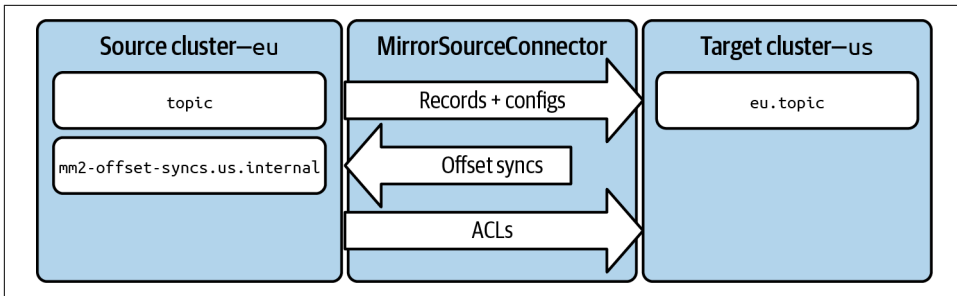 Source cluster—eu
MirrorSourceConnector
Target cluster—us
topic
Records + configs
eu.topic
mm2-offset-syncs.us.internal
Offset syncs
ACLs